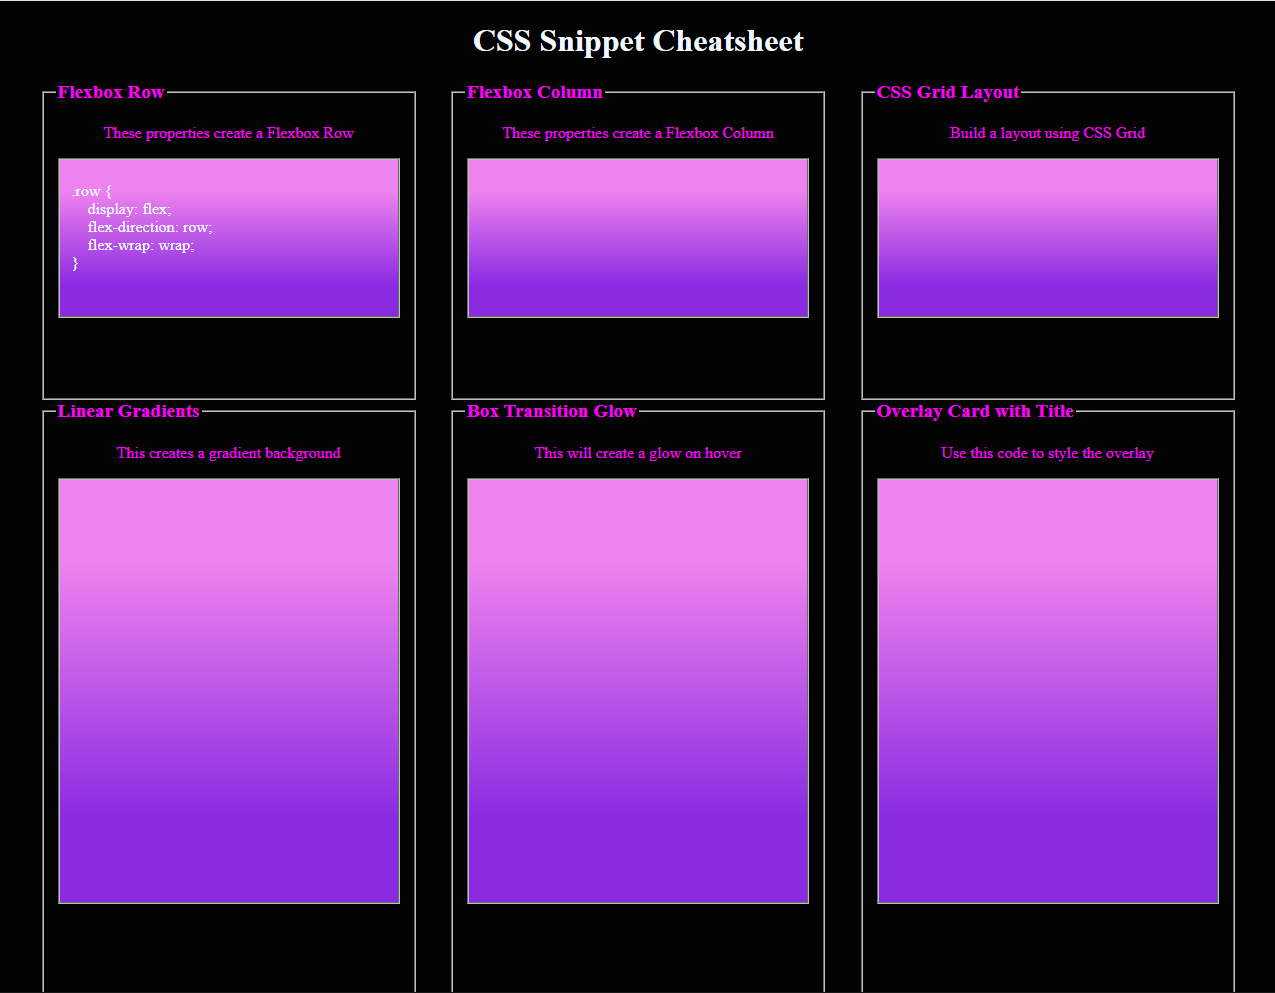 CSS Snippet Cheatsheet
Flexbox Row
These properties create a Flexbox Row
.row {
display: flex;
flex-direction: row;
flex-wrap: wrap;
}
Flexbox Column
These properties create a Flexbox Column
CSS Grid Layout
Build a layout using CSS Grid
Linear Gradients
This creates a gradient background
Box Transition Glow
This will create a glow on hover
Overlay Card with Title
Use this code to style the overlay